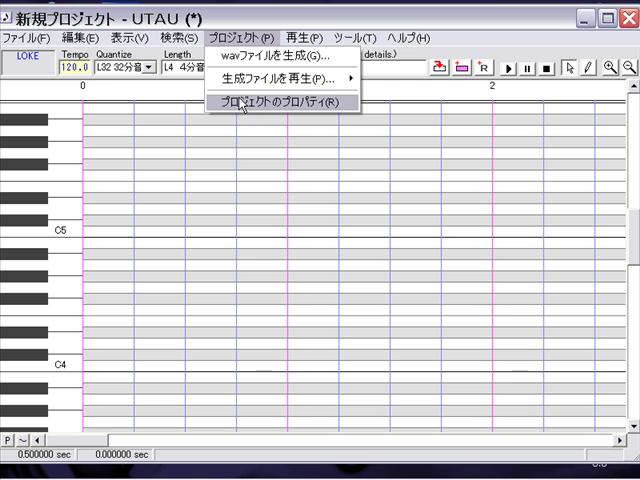 新規プロジェクト - UTAU (*)
ファイル(F) 編集(E) 表示(V) 検索(S) プロジェクト(P) 再生(P) ツール(T) ヘルプ(H)
LOKE Tempo Quantize Length details.)
120.0 L32 32分音 L4 4分音
wavファイルを生成(G)...
生成ファイルを再生(P)...
プロジェクトのプロパティ(R)
R
0 2
C5
C4
P ～
0.500000 sec 0.000000 sec